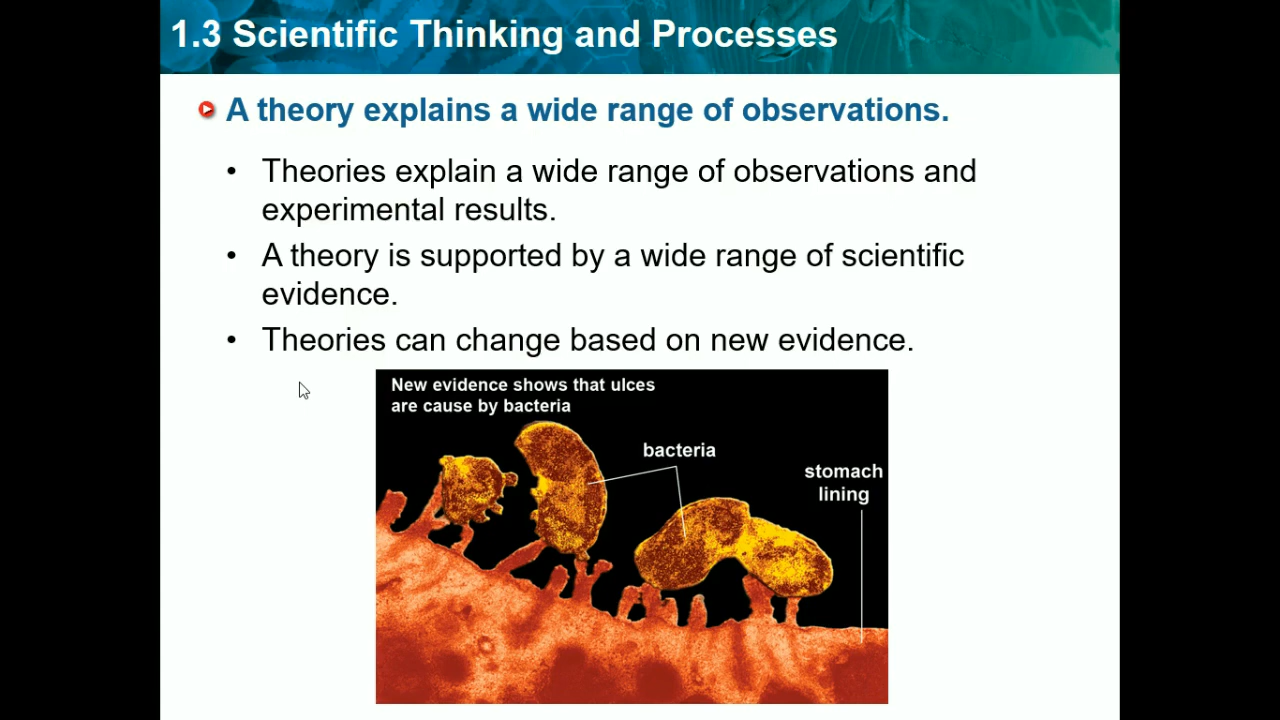 1.3 Scientific Thinking and Processes
A theory explains a wide range of observations.
• Theories explain a wide range of observations and
experimental results.
• A theory is supported by a wide range of scientific
evidence.
• Theories can change based on new evidence.
New evidence shows that ulces
are cause by bacteria
bacteria
stomach
lining